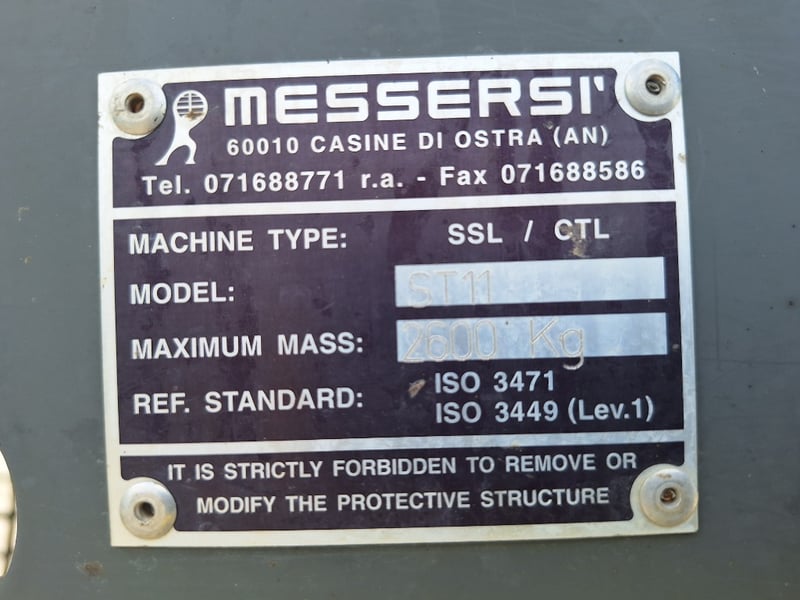 MESSERSI'
60010 CASINE DI OSTRA (AN)
Tel. 071688771 r.a. - Fax 071688586
MACHINE TYPE: SSL / CTL
MODEL: ST11
MAXIMUM MASS: 2600 Kg
REF. STANDARD: ISO 3471
ISO 3449 (Lev.1)
IT IS STRICTLY FORBIDDEN TO REMOVE OR
MODIFY THE PROTECTIVE STRUCTURE